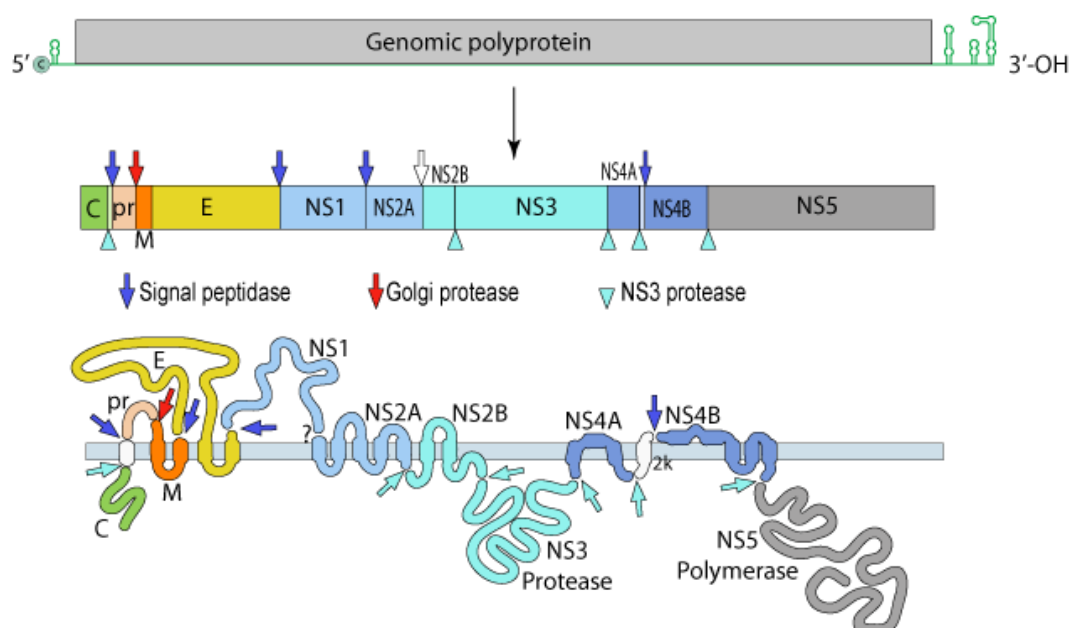 Genomic polyprotein
5′ C 3′-OH
NS2B NS4A
C pr E NS1 NS2A NS3 NS4B NS5
M
Signal peptidase Golgi protease NS3 protease
E NS1
pr NS2A NS2B NS4A NS4B
?
2k
M
C
NS3
Protease
NS5
Polymerase